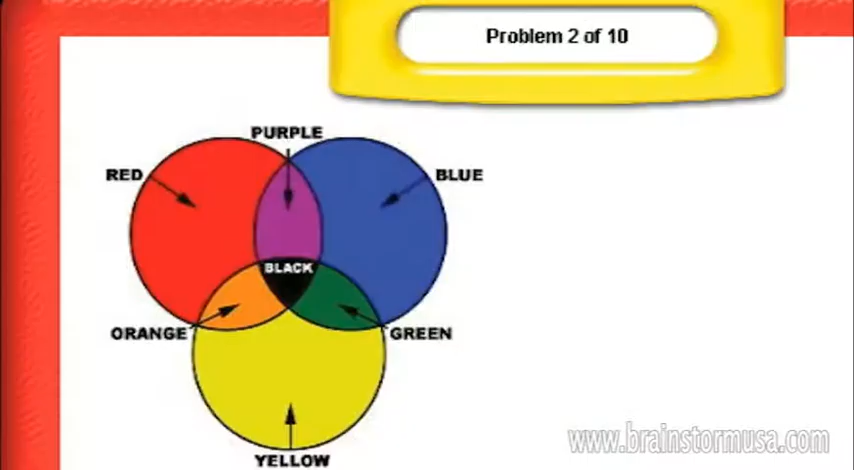 Problem 2 of 10
PURPLE
RED
BLUE
BLACK
ORANGE
GREEN
YELLOW
www.brainstormusa.com